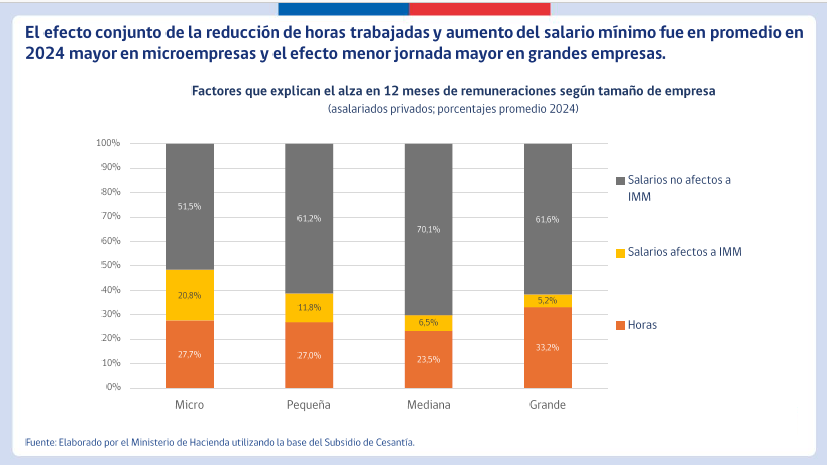 El efecto conjunto de la reducción de horas trabajadas y aumento del salario mínimo fue en promedio en
2024 mayor en microempresas y el efecto menor jornada mayor en grandes empresas.
Factores que explican el alza en 12 meses de remuneraciones según tamaño de empresa
(asalariados privados; porcentajes promedio 2024)
100%
90%
80%
70%
60%
50%
40%
30%
20%
10%
0%
51,5%
61,2%
70,1%
61,6%
20,8%
11,8%
6,5%
5,2%
27,7%
27,0%
23,5%
33,2%
Micro
Pequeña
Mediana
Grande
Salarios no afectos a
IMM
Salarios afectos a IMM
Horas
Fuente: Elaborado por el Ministerio de Hacienda utilizando la base del Subsidio de Cesantía.